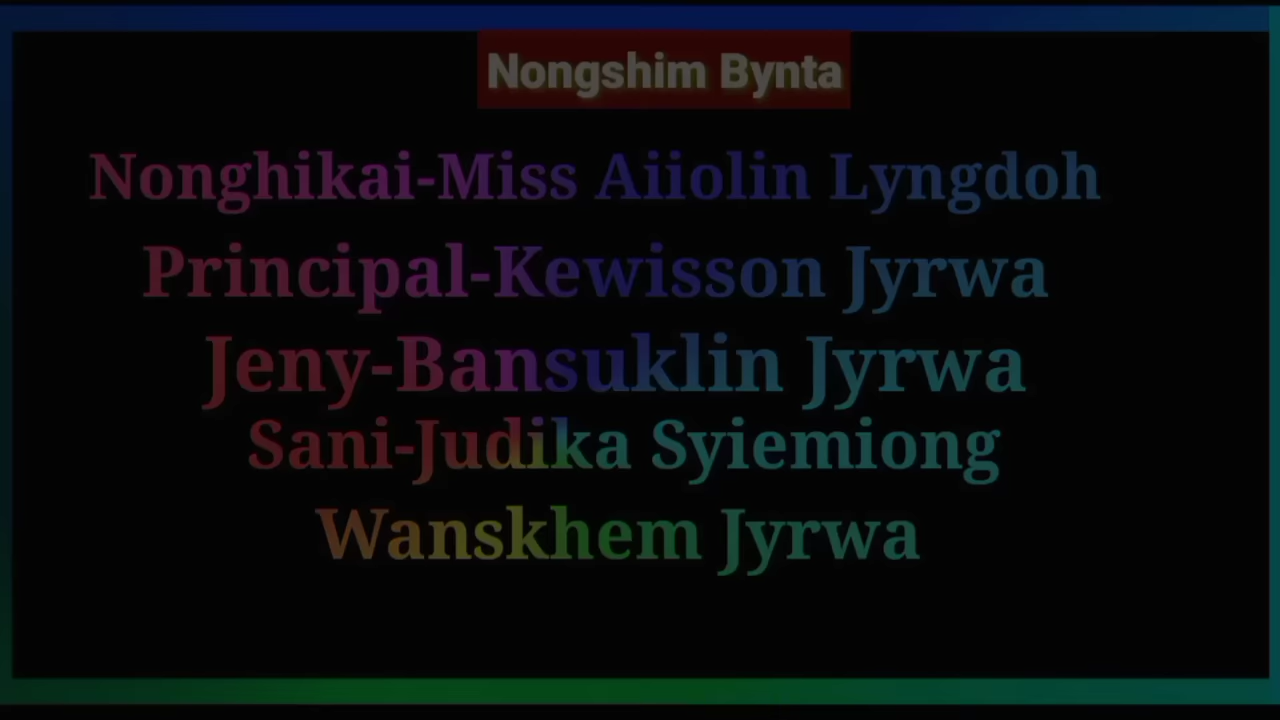 Nongshim Bynta
Nonghikai-Miss Aiiolin Lyngdoh
Principal-Kewisson Jyrwa
Jeny-Bansuklin Jyrwa
Sani-Judika Syiemiong
Wanskhem Jyrwa